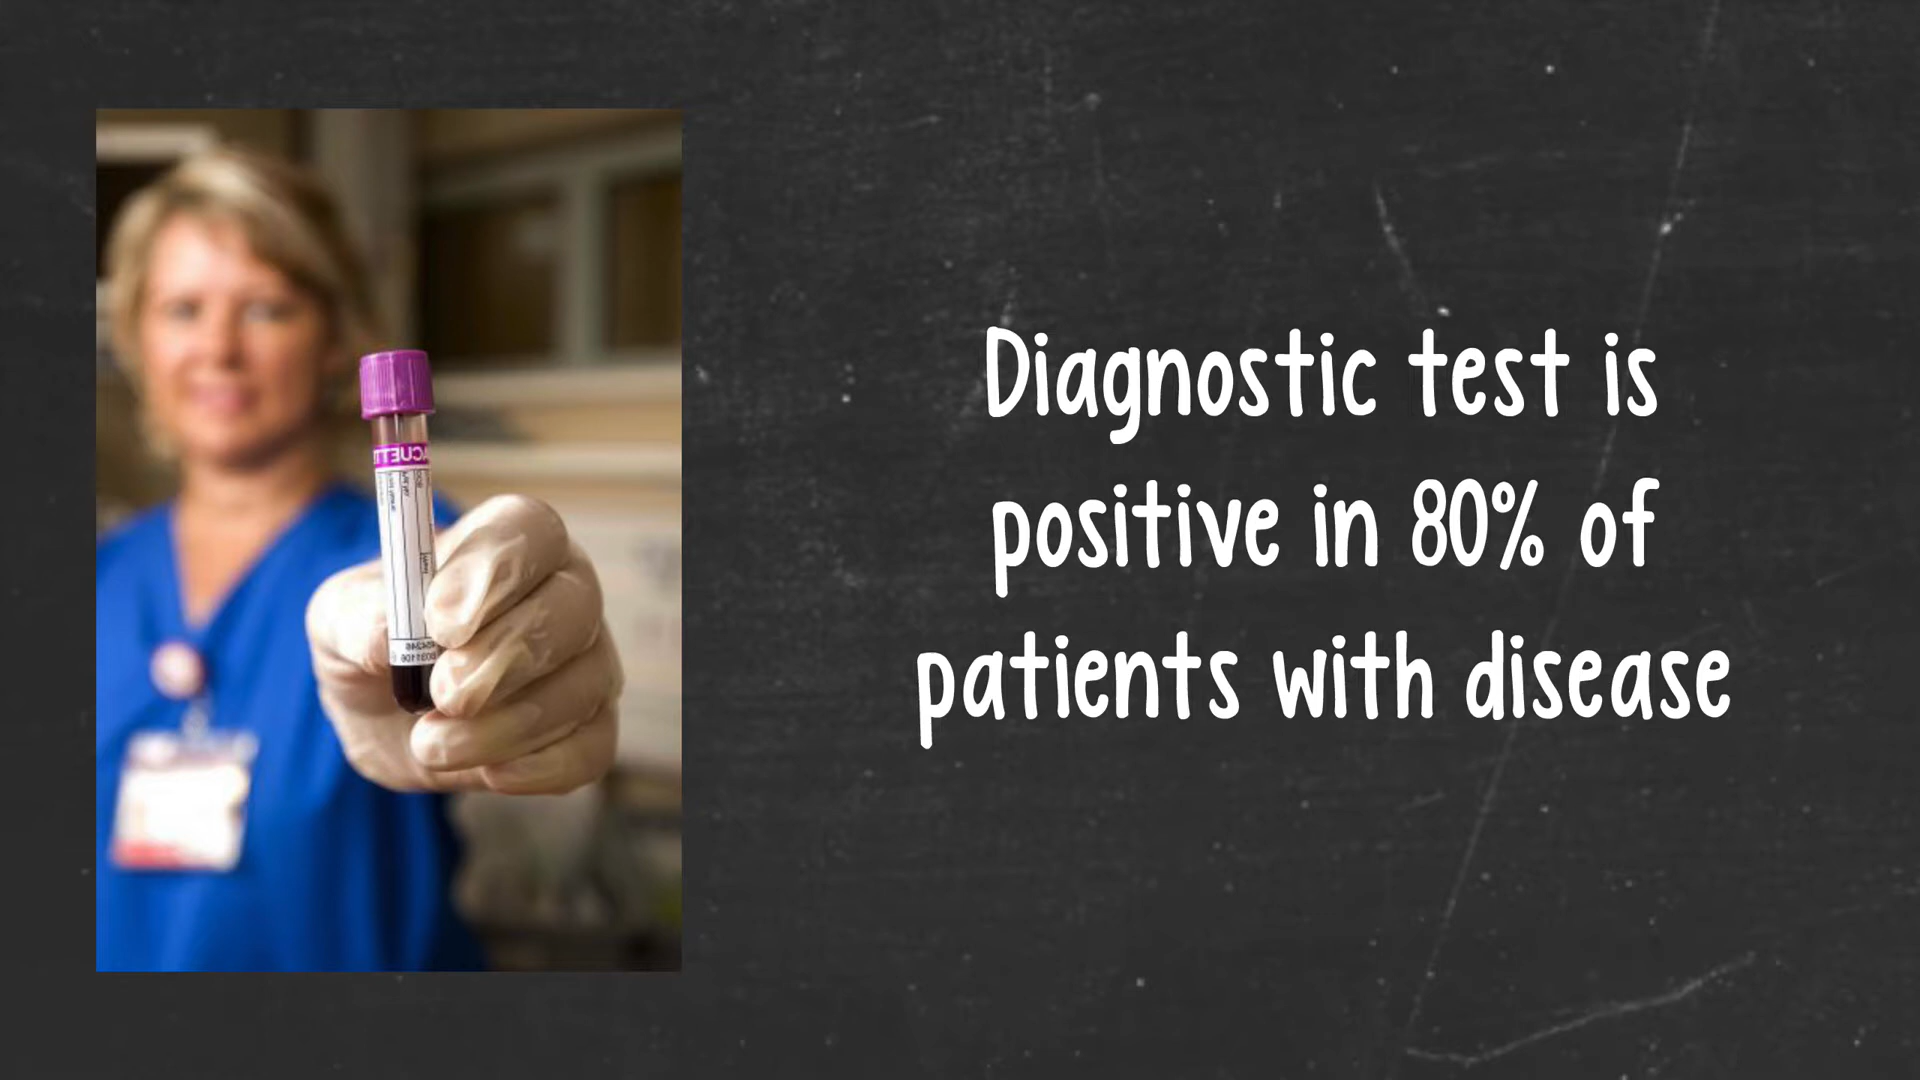 Diagnostic test is
positive in 80% of
patients with disease